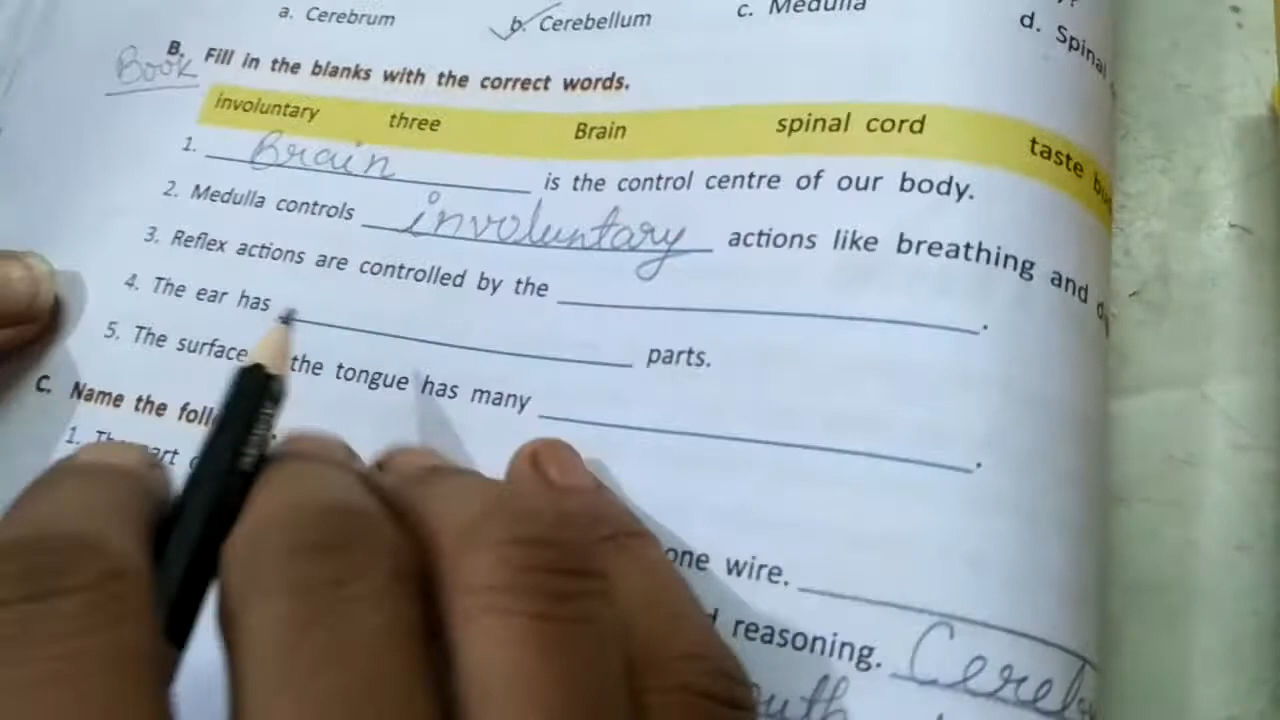 a. Cerebrum b. Cerebellum c. Medulla d. Spinal
Book B. Fill in the blanks with the correct words.
involuntary three Brain spinal cord taste
1. Brain is the control centre of our body.
2. Medulla controls involuntary actions like breathing and
3. Reflex actions are controlled by the .
4. The ear has parts.
5. The surface the tongue has many .
C. Name the
1.
one wire.
reasoning.